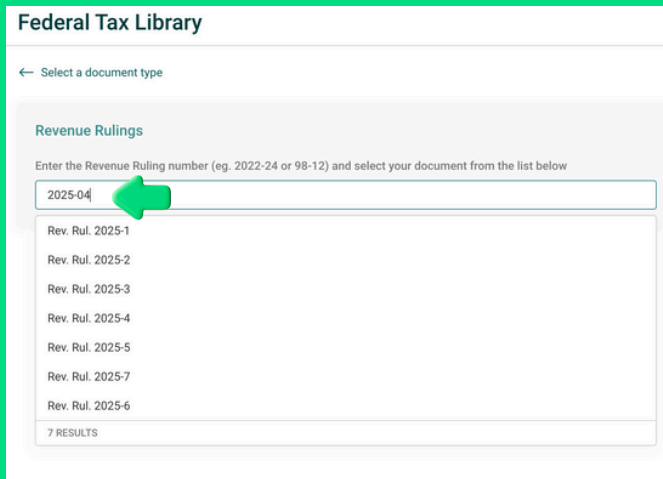 Federal Tax Library
← Select a document type
Revenue Rulings
Enter the Revenue Ruling number (eg. 2022-24 or 98-12) and select your document from the list below
2025-04
Rev. Rul. 2025-1
Rev. Rul. 2025-2
Rev. Rul. 2025-3
Rev. Rul. 2025-4
Rev. Rul. 2025-5
Rev. Rul. 2025-7
Rev. Rul. 2025-6
7 RESULTS